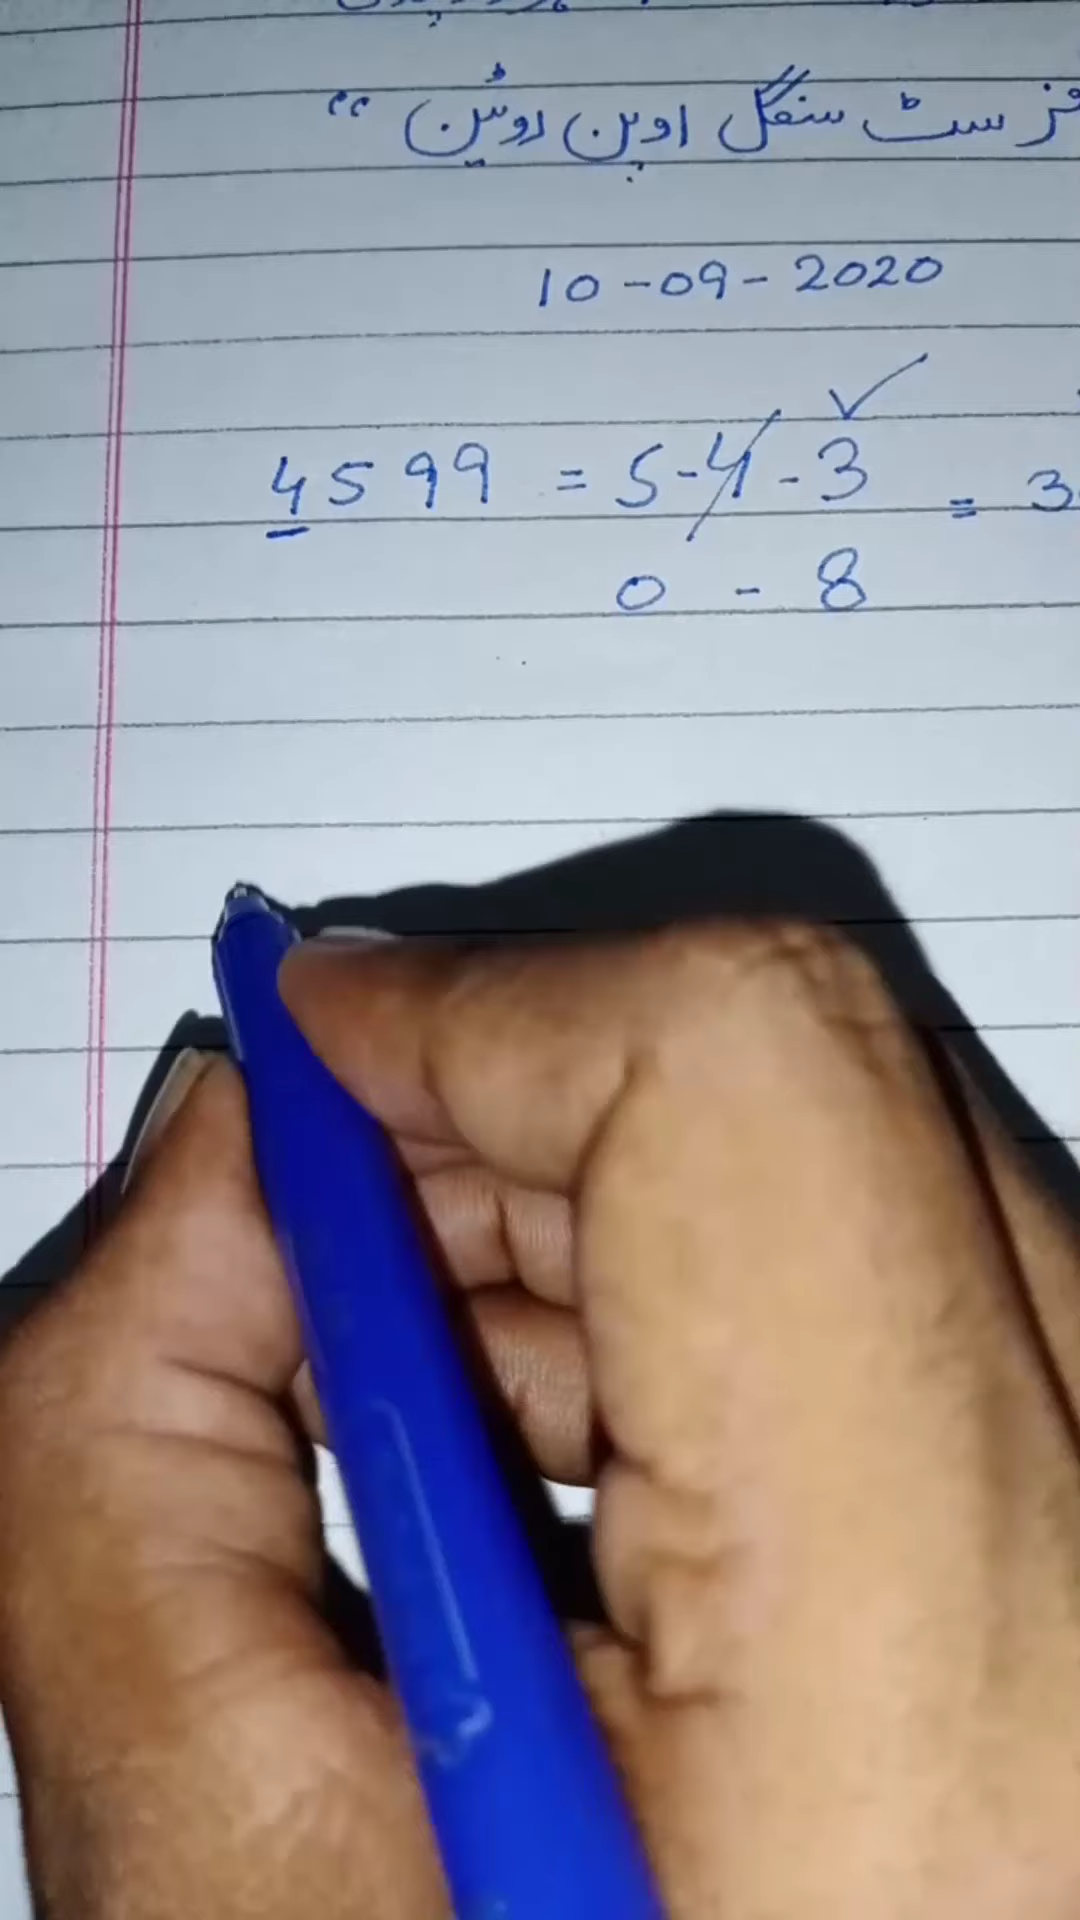 فرسٹ سنگل اوپن روٹین "
10-09-2020
4599 = 5-4-3 = 3
0 - 8